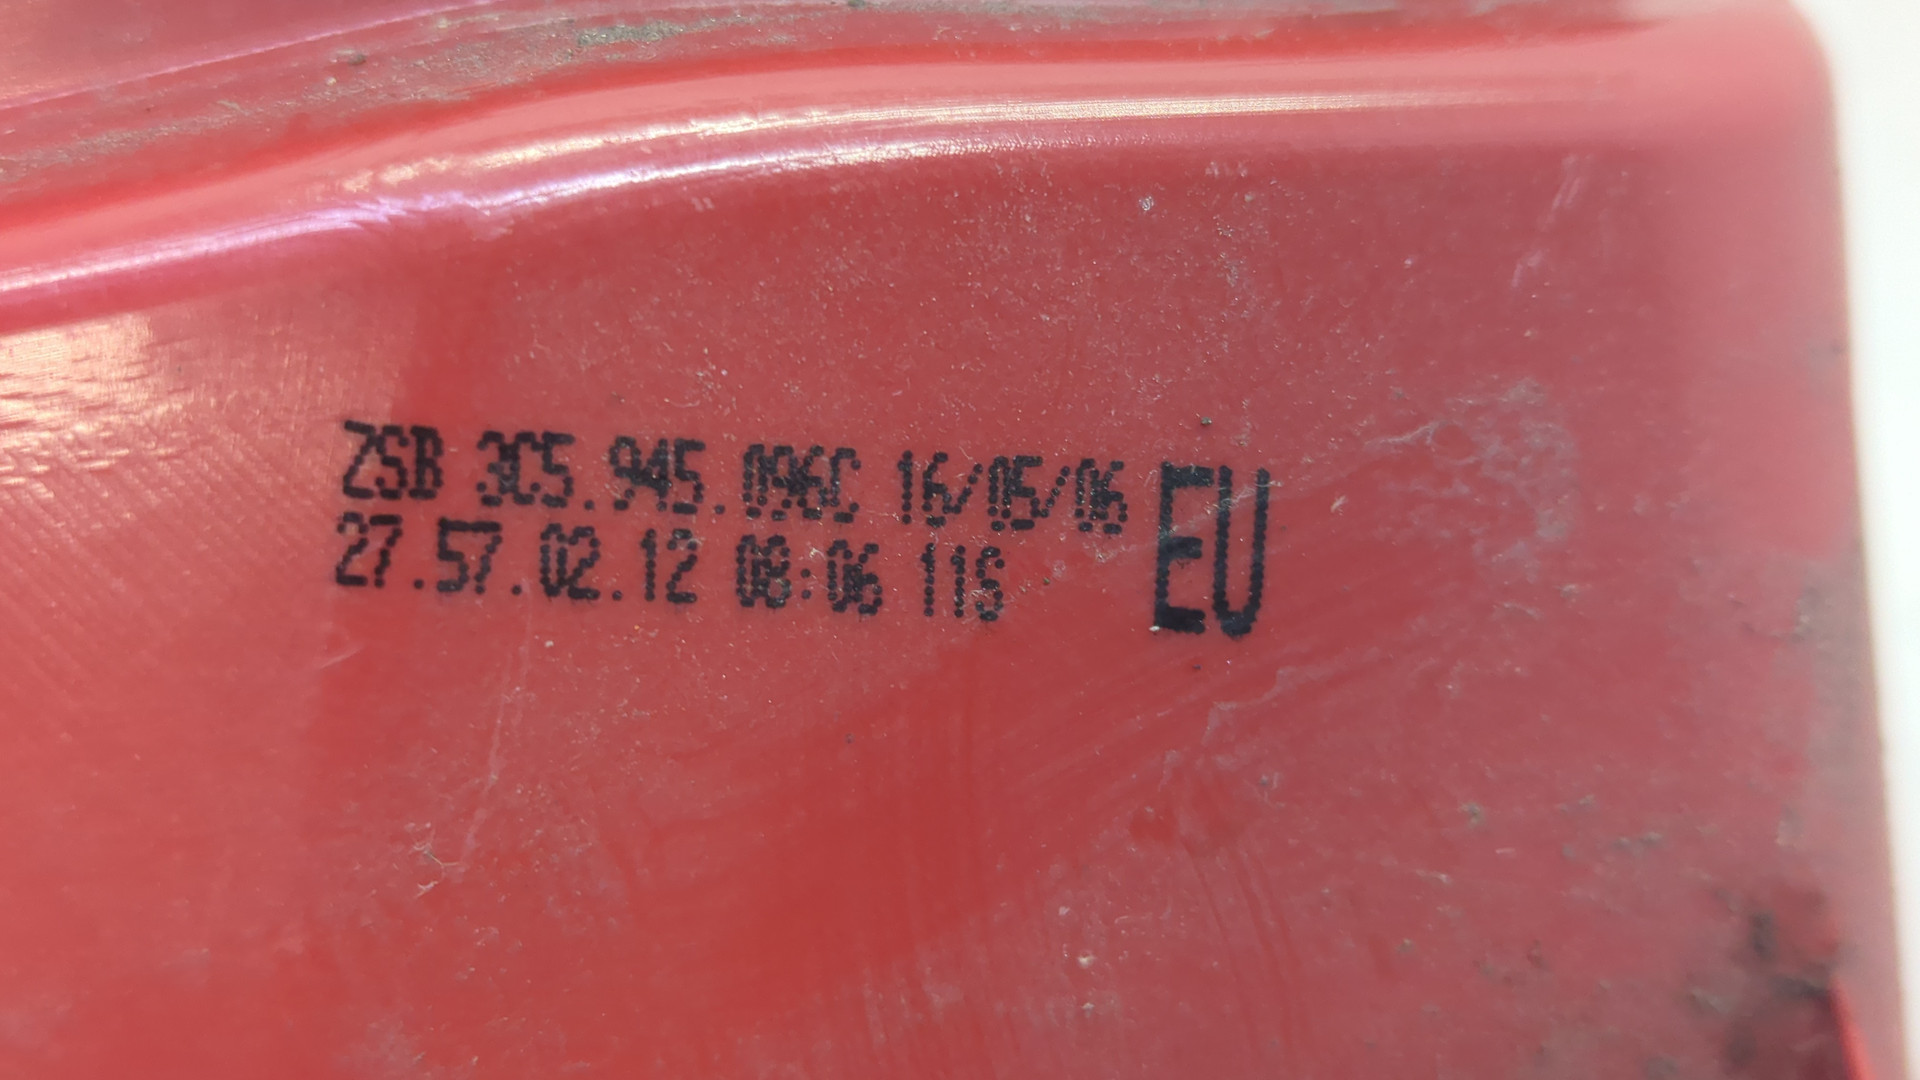 ZSB 3C5.945.096C 16/05/06 EU
27.57.02.12 08:06 11S